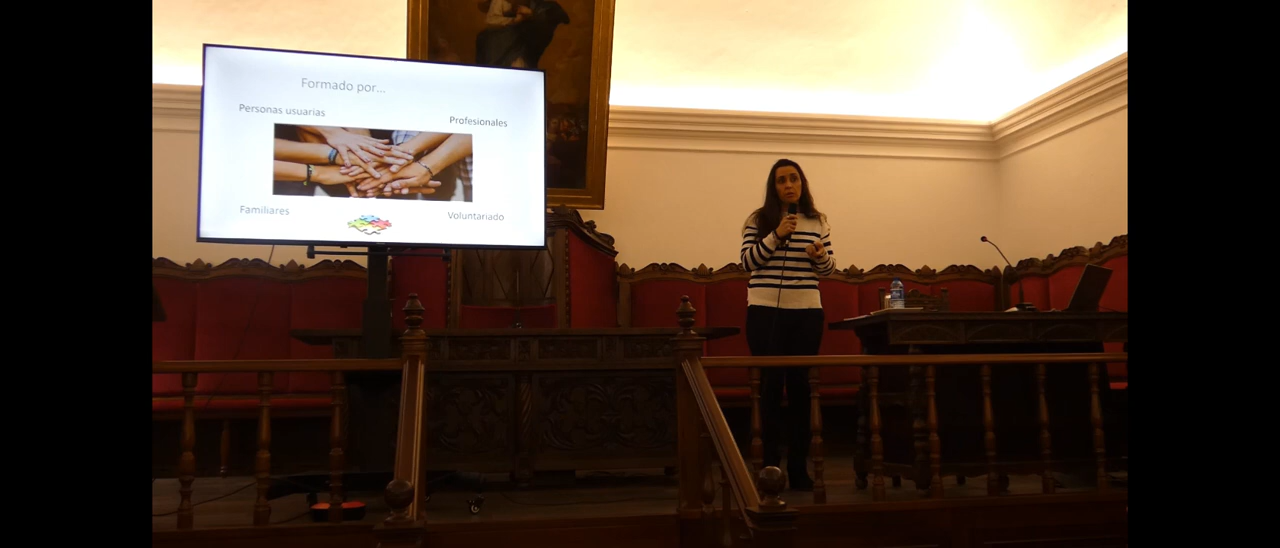 Formado por...
Personas usuarias
Profesionales
Familiares
Voluntariado